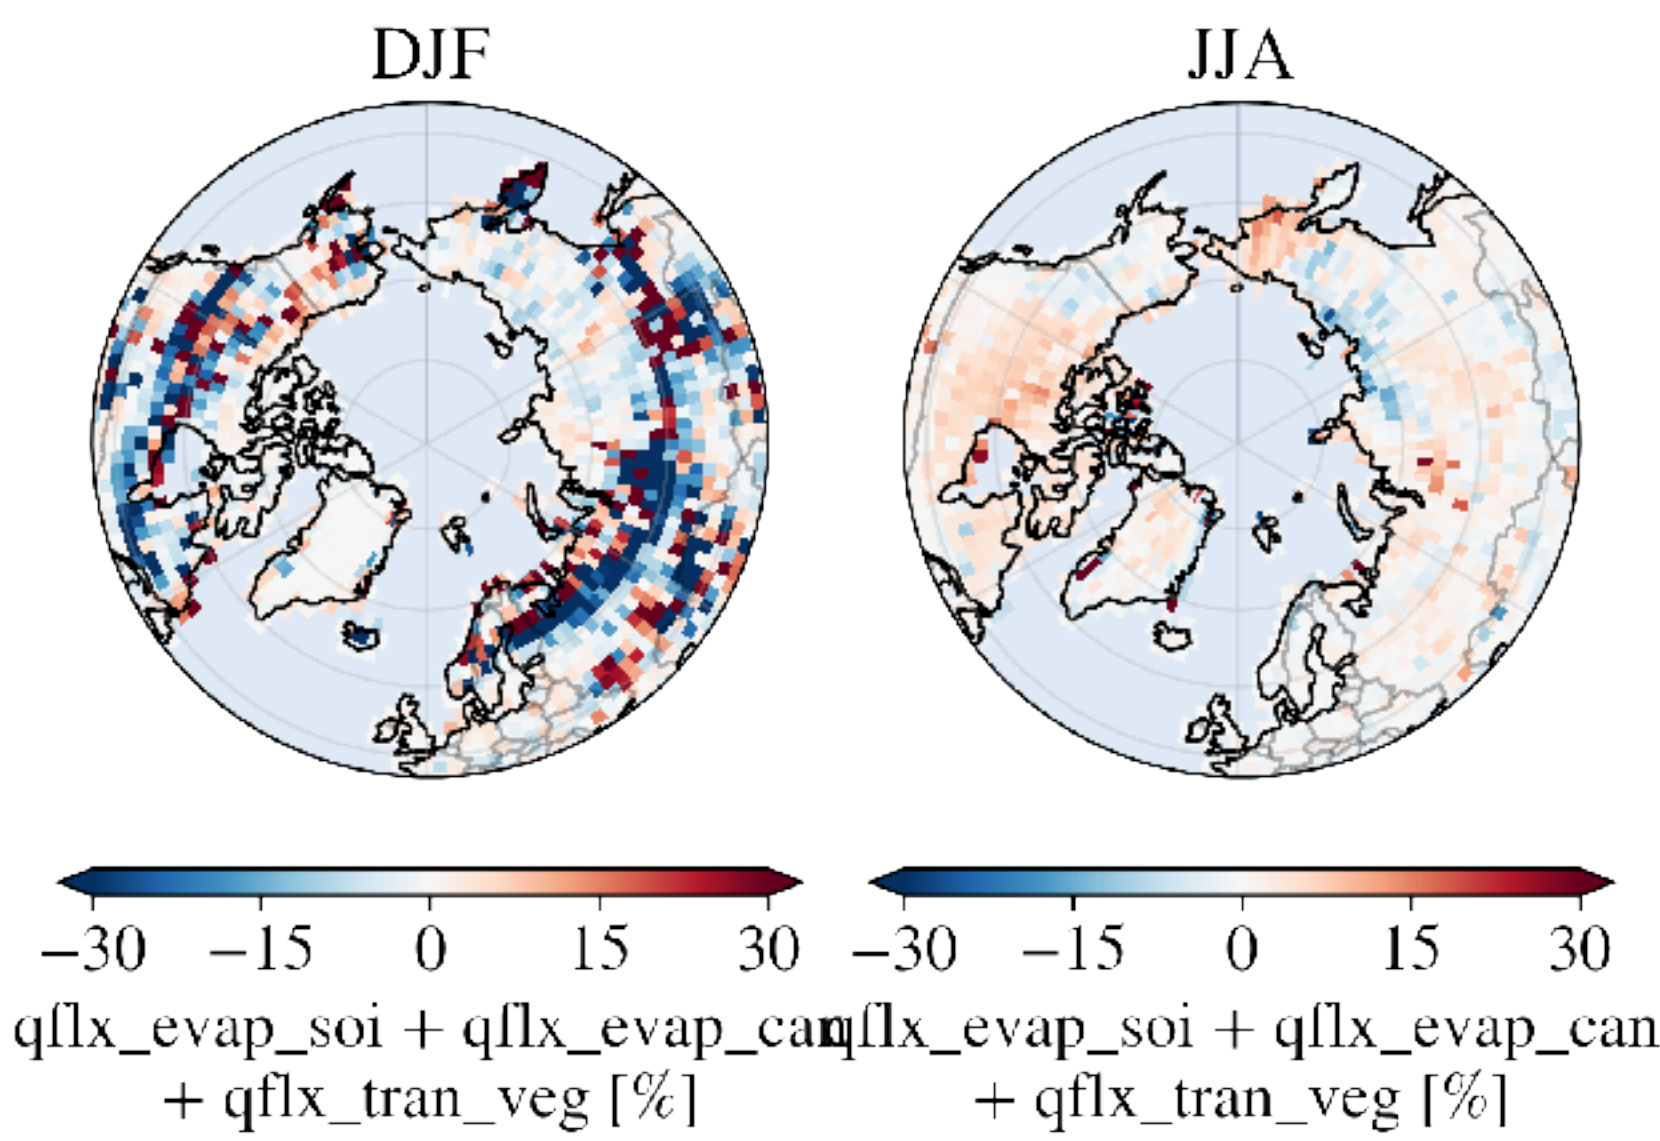 DJF
JJA
−30 −15 0 15 30
−30 −15 0 15 30
qflx_evap_soi + qflx_evap_can
+ qflx_tran_veg [%]
qflx_evap_soi + qflx_evap_can
+ qflx_tran_veg [%]